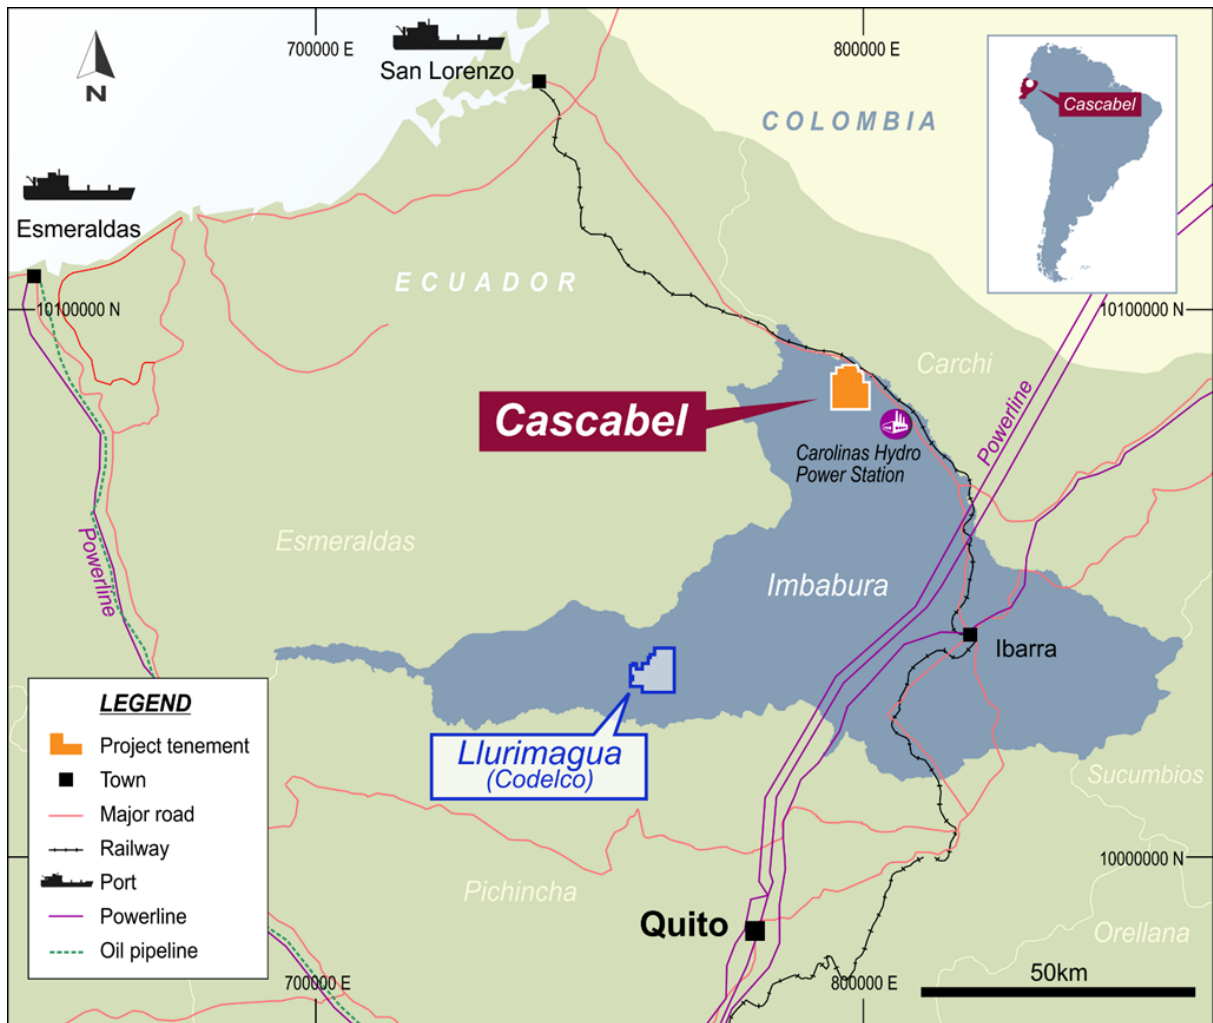 700000 E
800000 E
San Lorenzo
N
COLOMBIA
Cascabel
Esmeraldas
ECUADOR
10100000 N
10100000 N
Carchi
Cascabel
Powerline
Carolinas Hydro
Power Station
Esmeraldas
Powerline
Imbabura
Ibarra
LEGEND
Project tenement
Town
Major road
Railway
Port
Powerline
Oil pipeline
Llurimagua
(Codelco)
Sucumbios
10000000 N
Pichincha
Quito
Orellana
700000 E
800000 E
50km